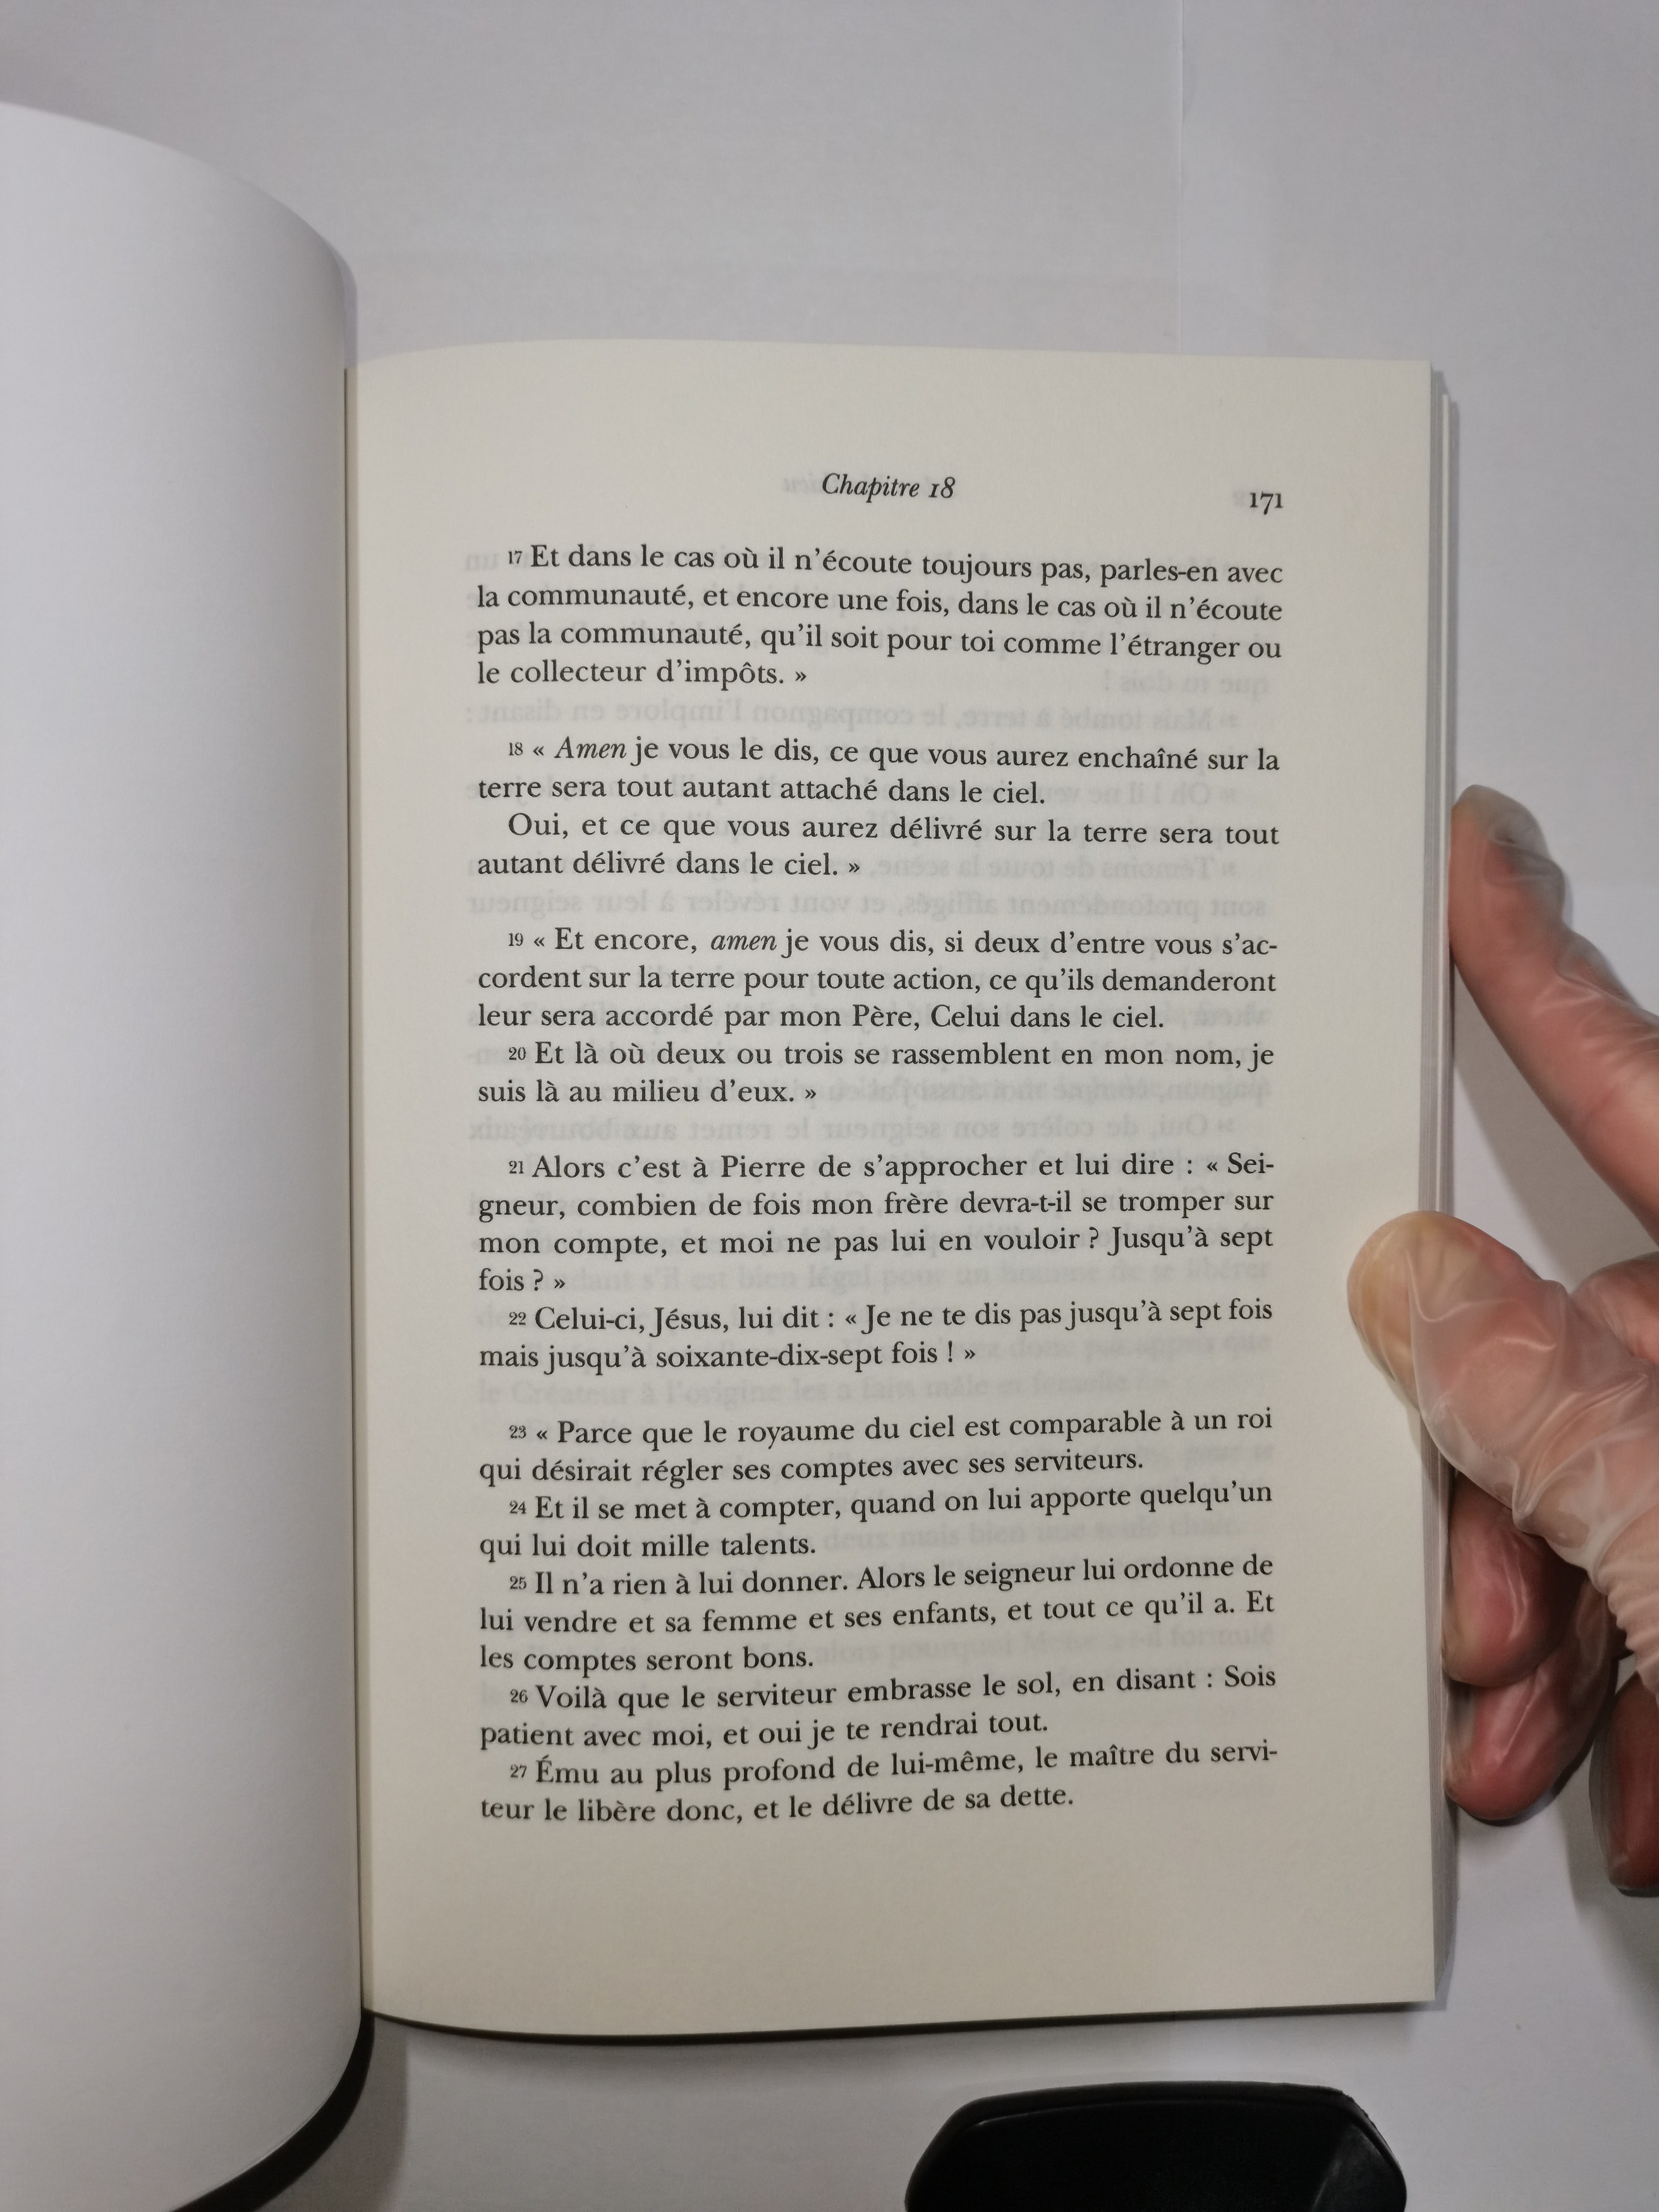 Chapitre 18
171
17 Et dans le cas où il n’écoute toujours pas, parles-en avec
la communauté, et encore une fois, dans le cas où il n’écoute
pas la communauté, qu’il soit pour toi comme l’étranger ou
le collecteur d’impôts. »
18 « Amen je vous le dis, ce que vous aurez enchaîné sur la
terre sera tout autant attaché dans le ciel.
Oui, et ce que vous aurez délivré sur la terre sera tout
autant délivré dans le ciel. »
19 « Et encore, amen je vous dis, si deux d’entre vous s’ac-
cordent sur la terre pour toute action, ce qu’ils demanderont
leur sera accordé par mon Père, Celui dans le ciel.
20 Et là où deux ou trois se rassemblent en mon nom, je
suis là au milieu d’eux. »
21 Alors c’est à Pierre de s’approcher et lui dire : « Sei-
gneur, combien de fois mon frère devra-t-il se tromper sur
mon compte, et moi ne pas lui en vouloir ? Jusqu’à sept
fois ? »
22 Celui-ci, Jésus, lui dit : « Je ne te dis pas jusqu’à sept fois
mais jusqu’à soixante-dix-sept fois ! »
23 « Parce que le royaume du ciel est comparable à un roi
qui désirait régler ses comptes avec ses serviteurs.
24 Et il se met à compter, quand on lui apporte quelqu’un
qui lui doit mille talents.
25 Il n’a rien à lui donner. Alors le seigneur lui ordonne de
lui vendre et sa femme et ses enfants, et tout ce qu’il a. Et
les comptes seront bons.
26 Voilà que le serviteur embrasse le sol, en disant : Sois
patient avec moi, et oui je te rendrai tout.
27 Ému au plus profond de lui-même, le maître du servi-
teur le libère donc, et le délivre de sa dette.